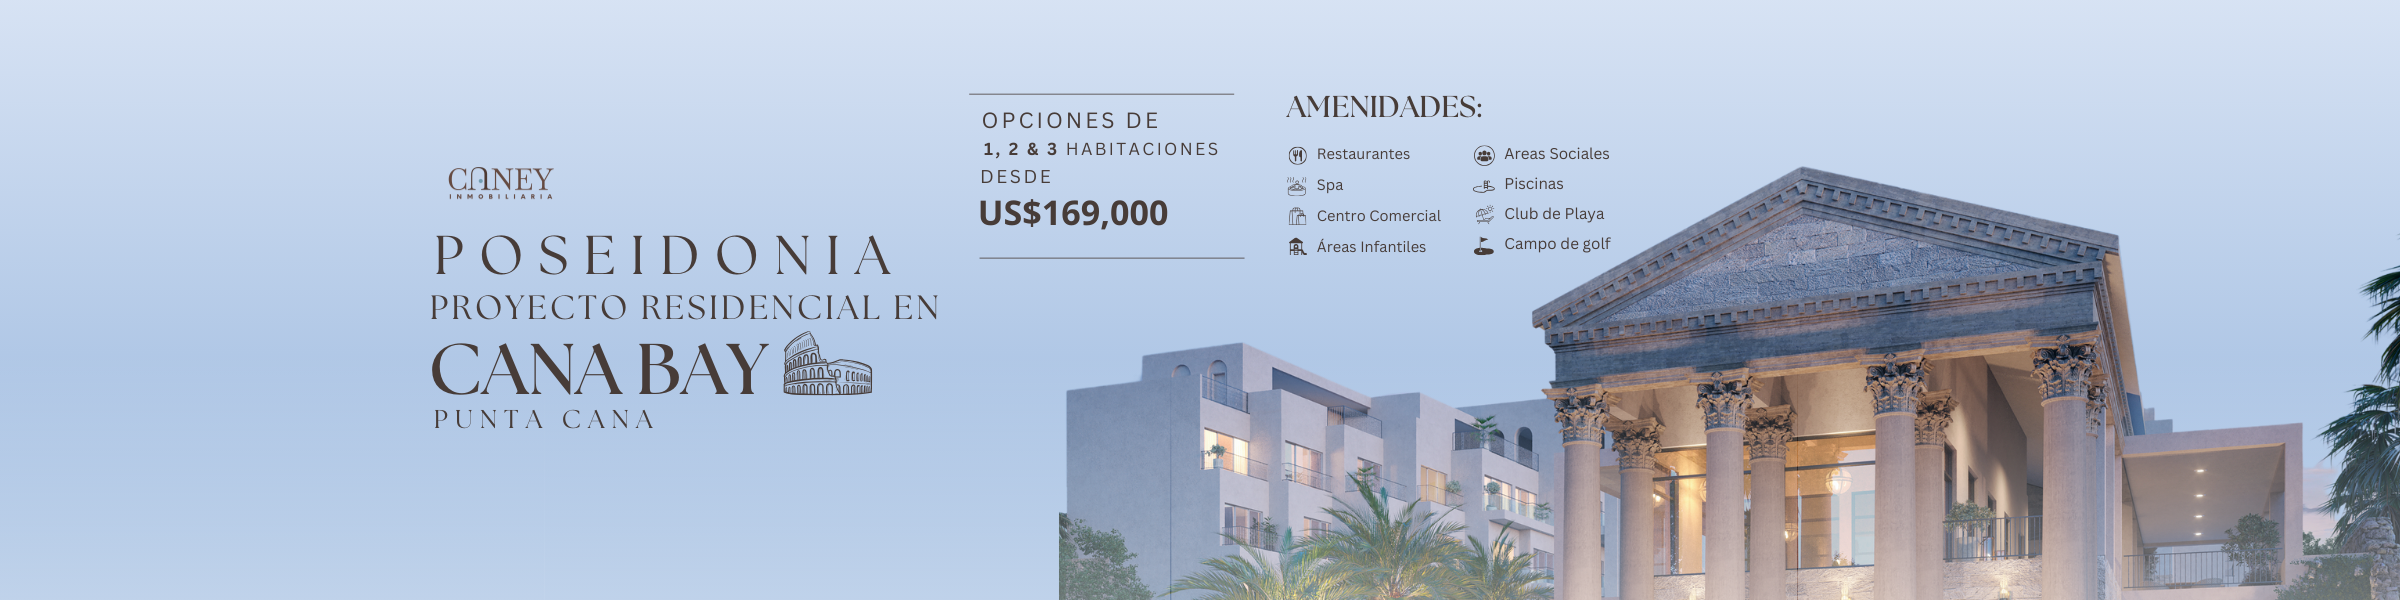 CANEY
INMOBILIARIA
POSEIDONIA
PROYECTO RESIDENCIAL EN
CANA BAY
PUNTA CANA
OPCIONES DE
1, 2 & 3 HABITACIONES
DESDE
US$169,000
AMENIDADES:
Restaurantes
Spa
Centro Comercial
Áreas Infantiles
Areas Sociales
Piscinas
Club de Playa
Campo de golf